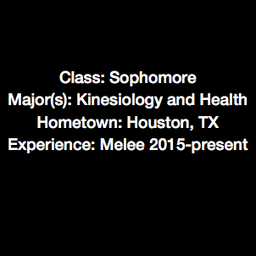 Class: Sophomore
Major(s): Kinesiology and Health
Hometown: Houston, TX
Experience: Melee 2015-present